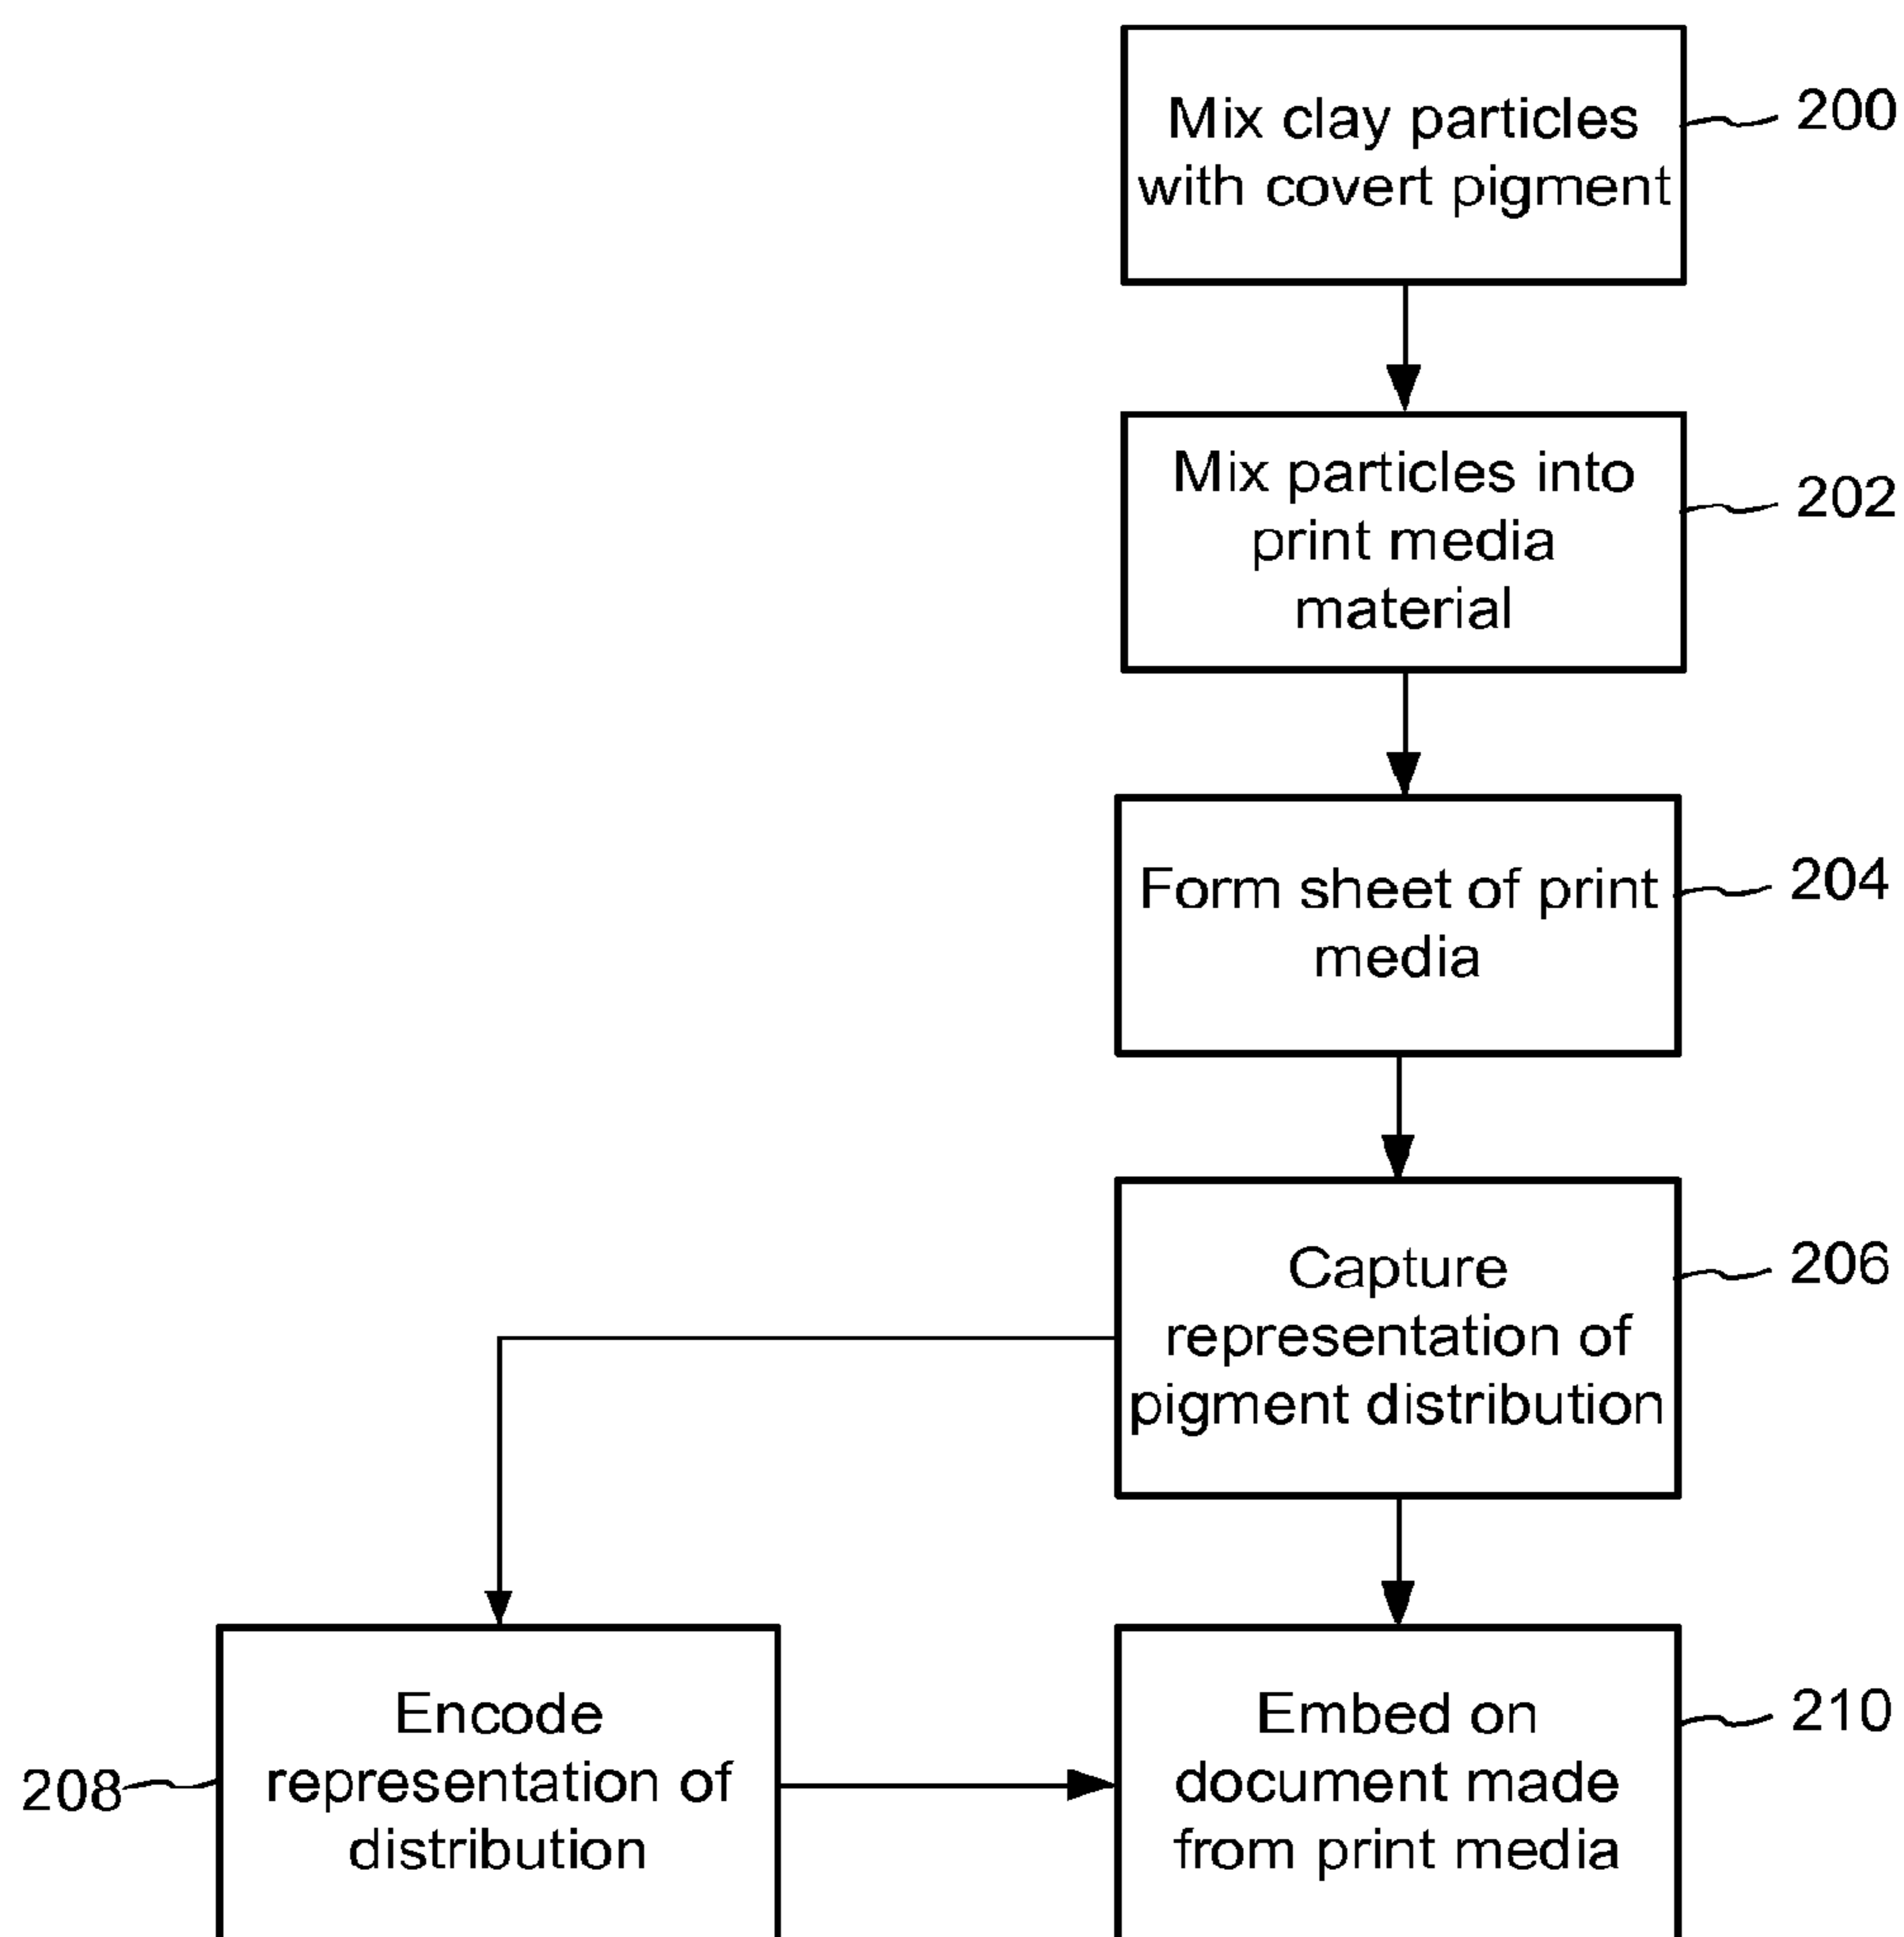 Mix clay particles
with covert pigment
200
Mix particles into
print media
material
202
Form sheet of print
media
204
Capture
representation of
pigment distribution
206
Encode
representation of
distribution
208
Embed on
document made
from print media
210